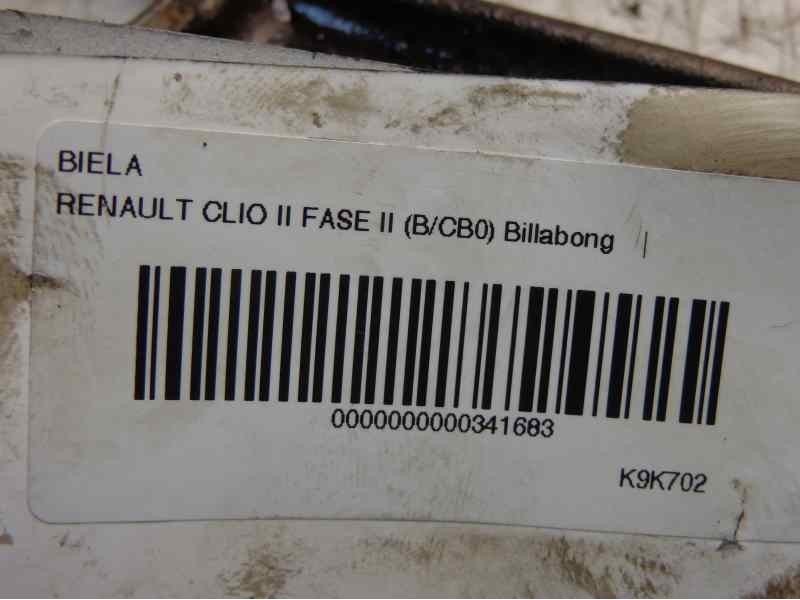 BIELA
RENAULT CLIO II FASE II (B/CB0) Billabong
0000000000341683
K9K702